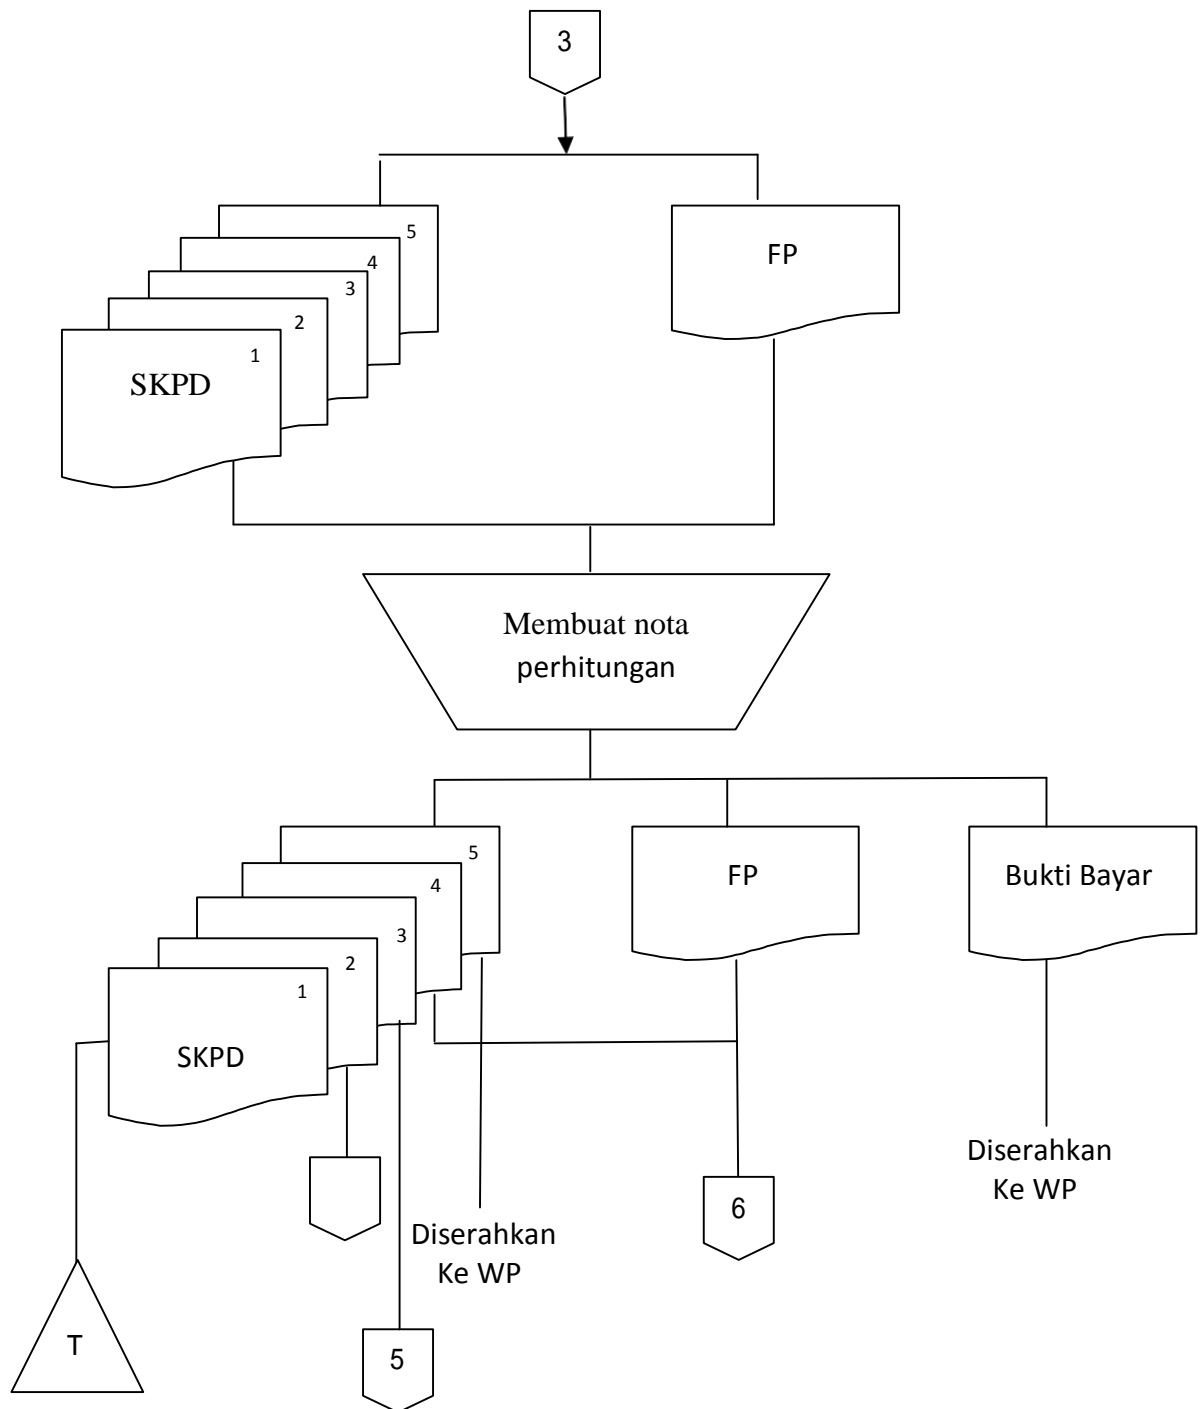 3
5
4
3
2
1
SKPD
FP
Membuat nota
perhitungan
5
4
3
2
1
SKPD
FP
Bukti Bayar
Diserahkan
Ke WP
6
Diserahkan
Ke WP
T
5